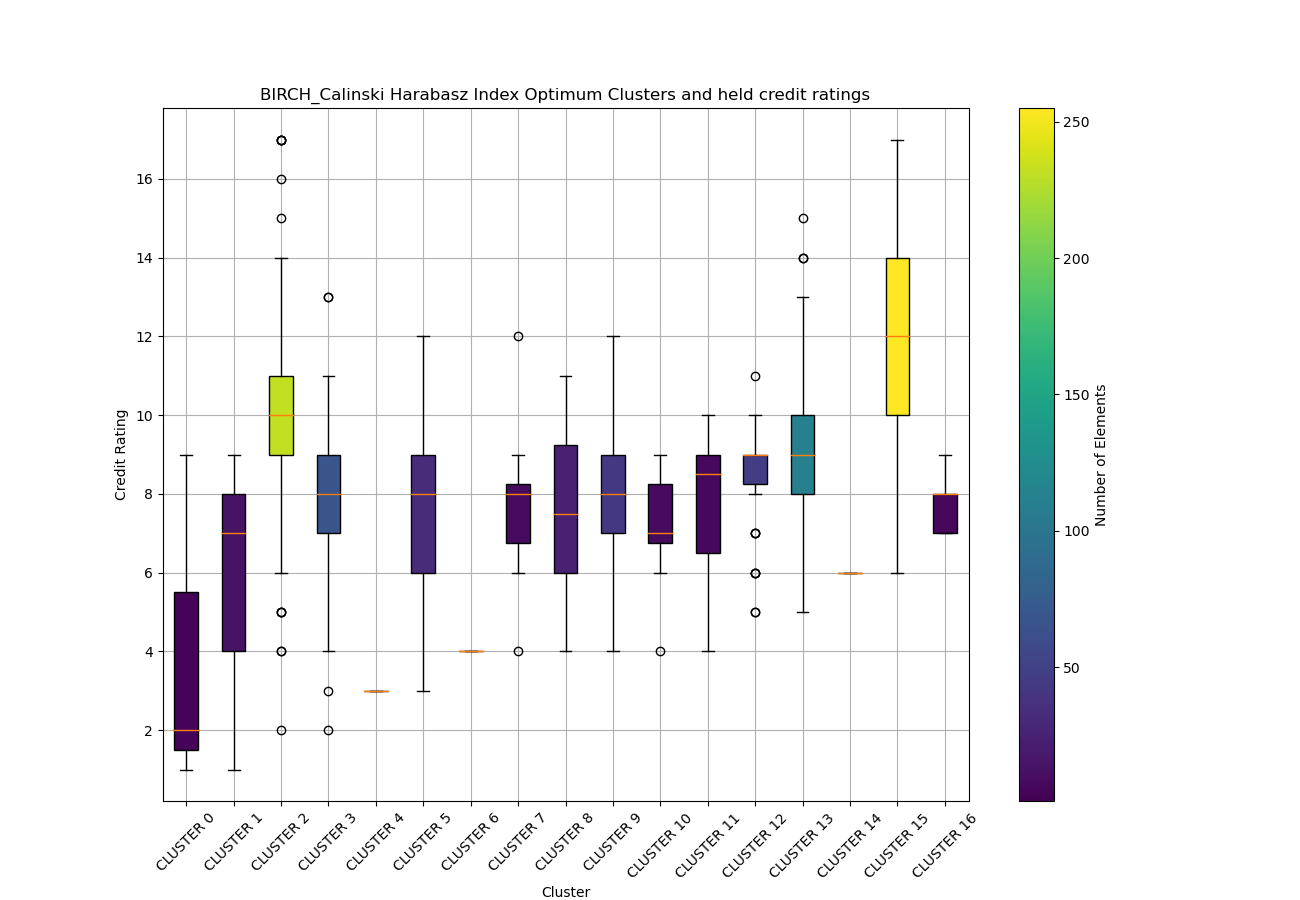 BIRCH_Calinski Harabasz Index Optimum Clusters and held credit ratings
Credit Rating
16
14
12
10
8
6
4
2
CLUSTER 0
CLUSTER 1
CLUSTER 2
CLUSTER 3
CLUSTER 4
CLUSTER 5
CLUSTER 6
CLUSTER 7
CLUSTER 8
CLUSTER 9
CLUSTER 10
CLUSTER 11
CLUSTER 12
CLUSTER 13
CLUSTER 14
CLUSTER 15
CLUSTER 16
Cluster
250
200
150
100
50
Number of Elements